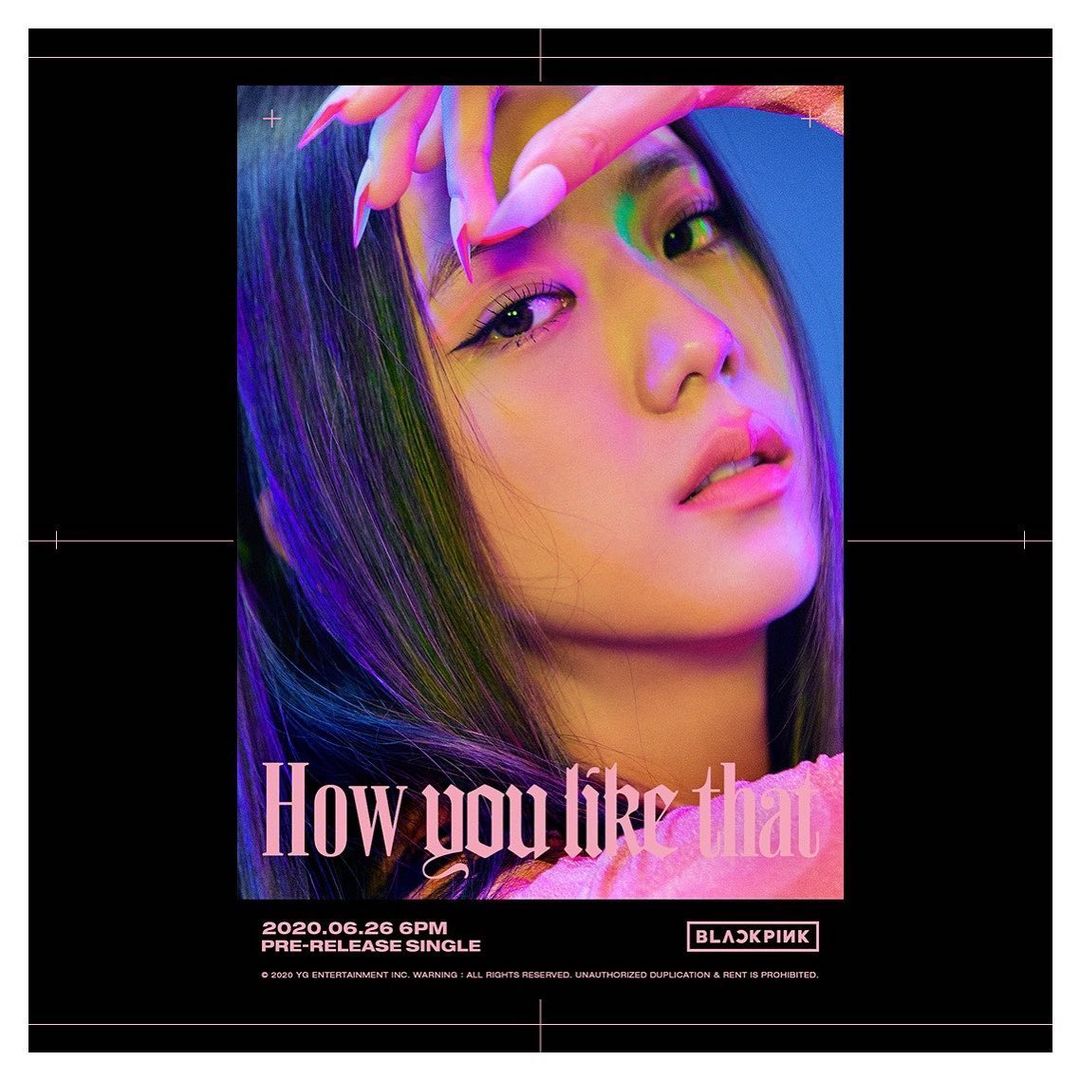 How you like that
2020.06.26 6PM
PRE-RELEASE SINGLE
BLACKPINK
© 2020 YG ENTERTAINMENT INC. WARNING : ALL RIGHTS RESERVED. UNAUTHORIZED DUPLICATION & RENT IS PROHIBITED.